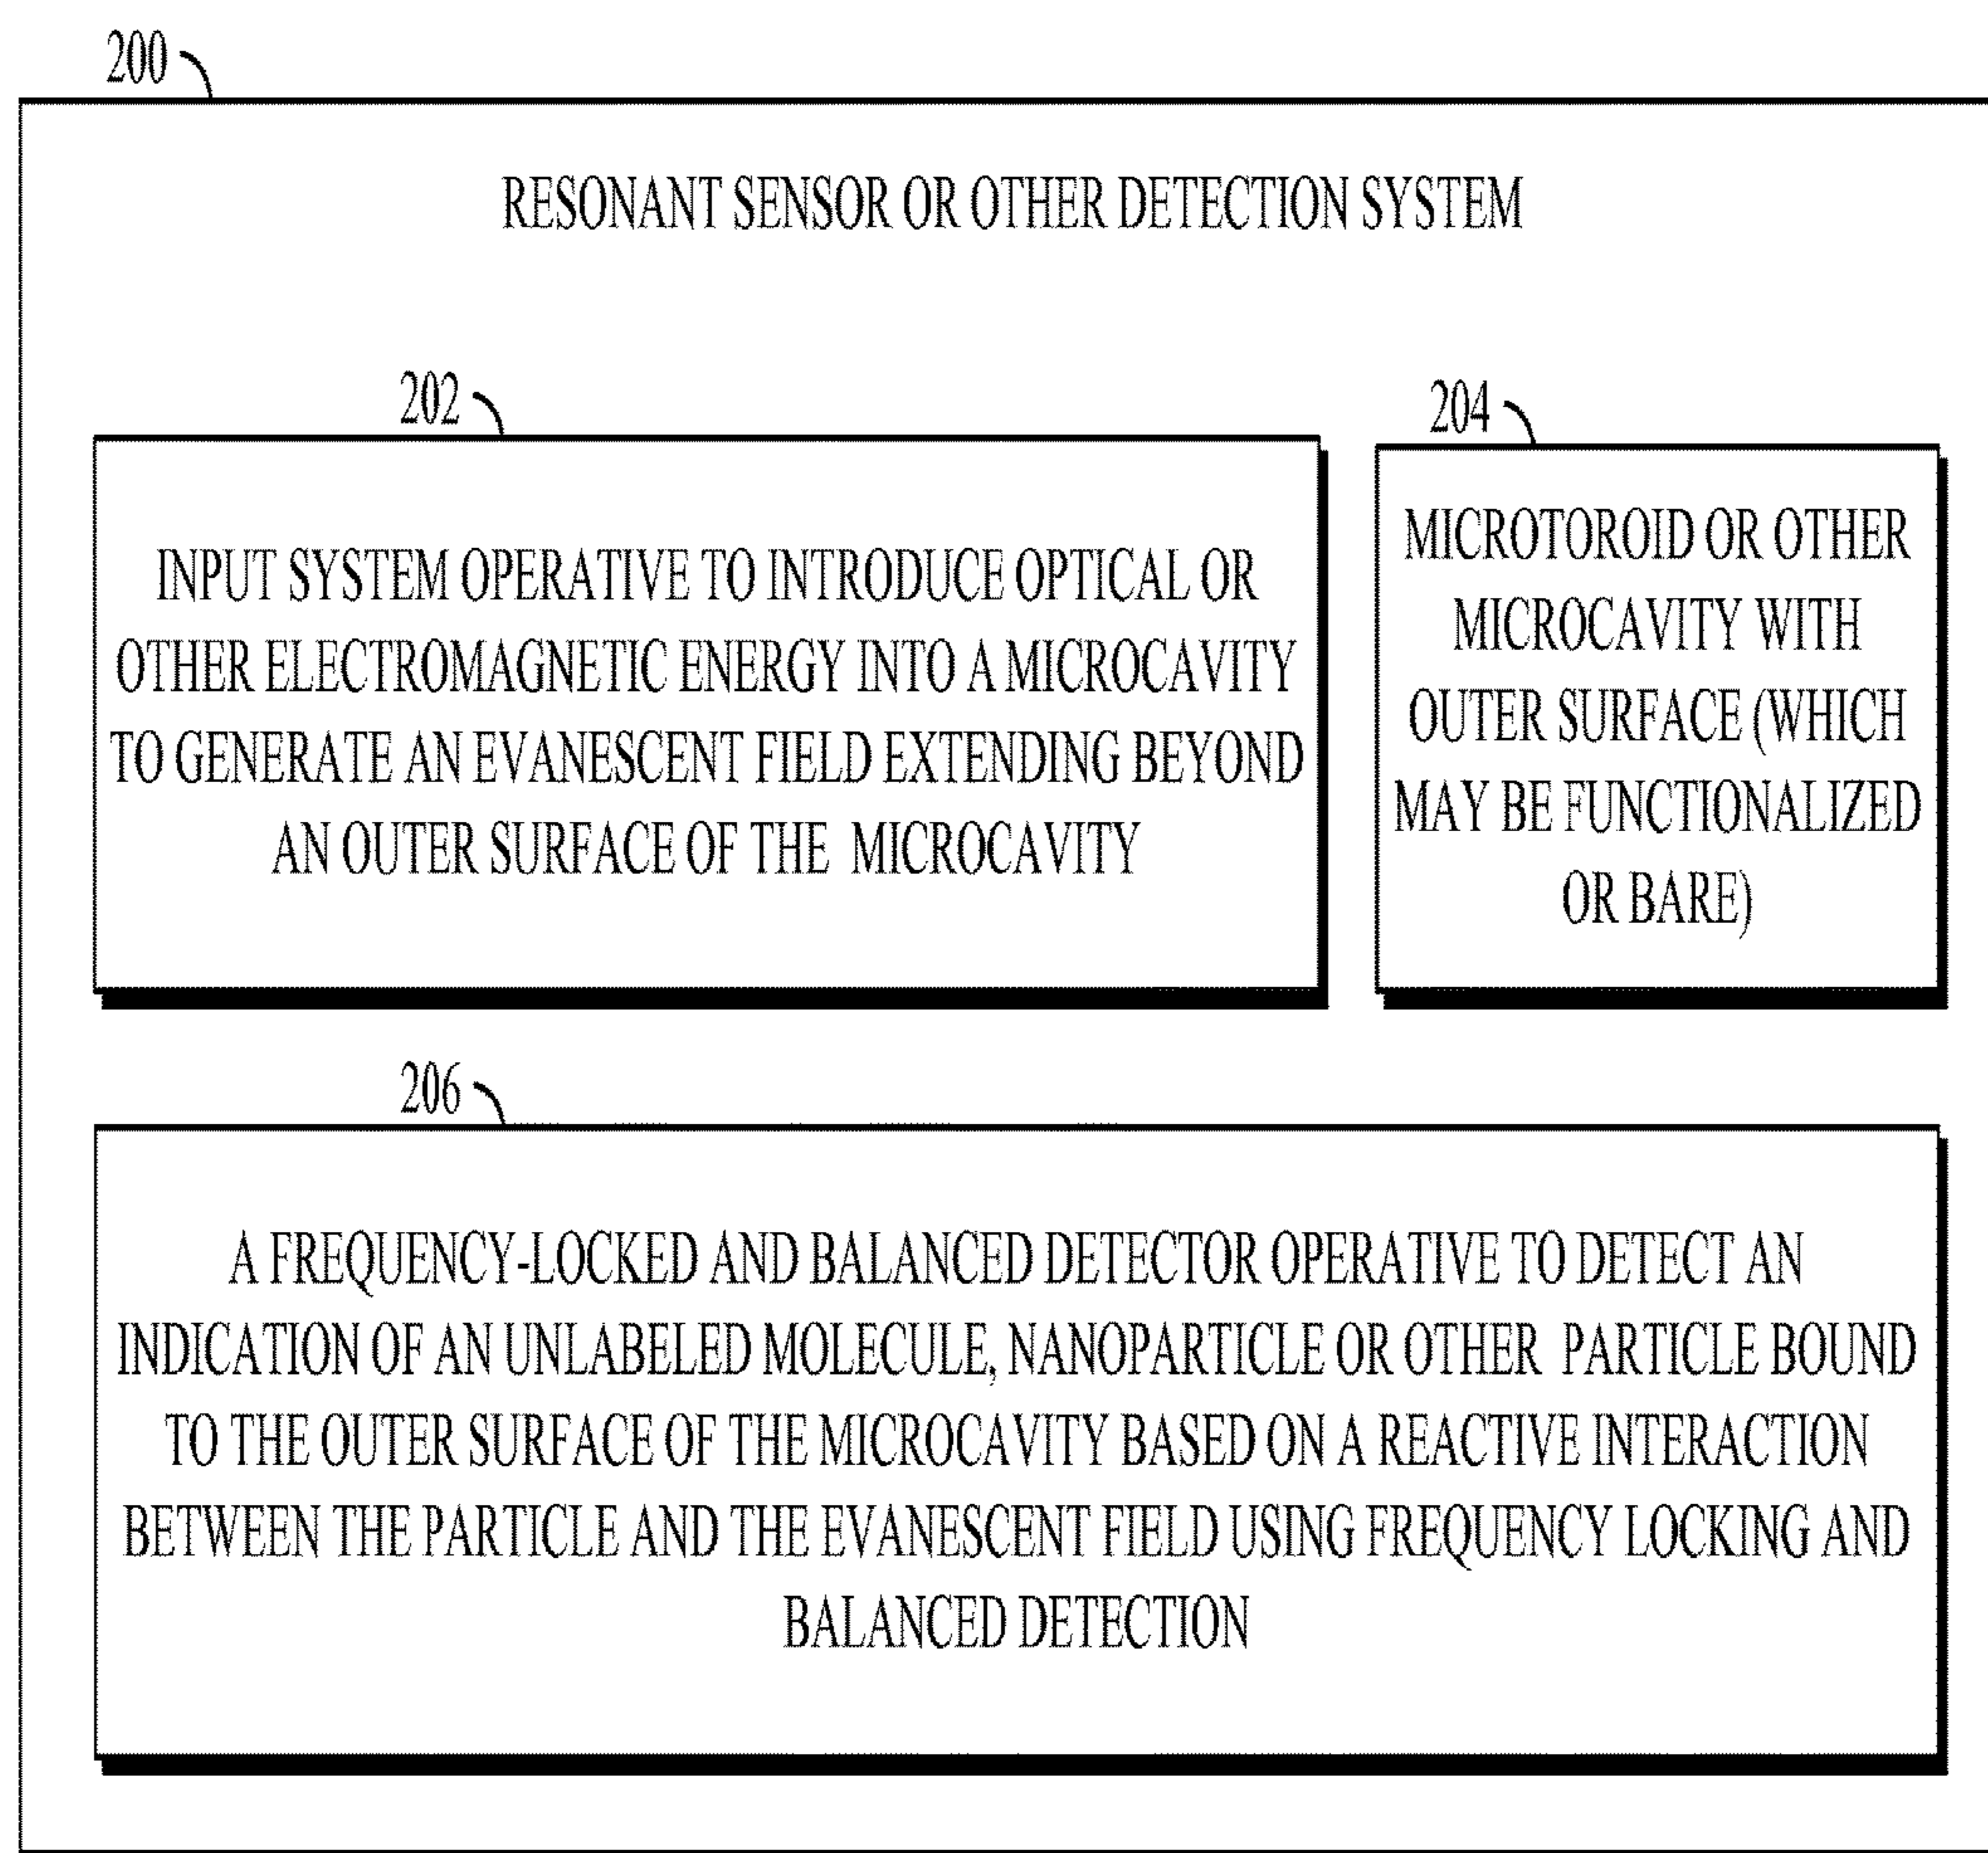 200
RESONANT SENSOR OR OTHER DETECTION SYSTEM
202
INPUT SYSTEM OPERATIVE TO INTRODUCE OPTICAL OR
OTHER ELECTROMAGNETIC ENERGY INTO A MICROCAVITY
TO GENERATE AN EVANESCENT FIELD EXTENDING BEYOND
AN OUTER SURFACE OF THE MICROCAVITY
204
MICROTOROID OR OTHER
MICROCAVITY WITH
OUTER SURFACE (WHICH
MAY BE FUNCTIONALIZED
OR BARE)
206
A FREQUENCY-LOCKED AND BALANCED DETECTOR OPERATIVE TO DETECT AN
INDICATION OF AN UNLABELED MOLECULE, NANOPARTICLE OR OTHER PARTICLE BOUND
TO THE OUTER SURFACE OF THE MICROCAVITY BASED ON A REACTIVE INTERACTION
BETWEEN THE PARTICLE AND THE EVANESCENT FIELD USING FREQUENCY LOCKING AND
BALANCED DETECTION